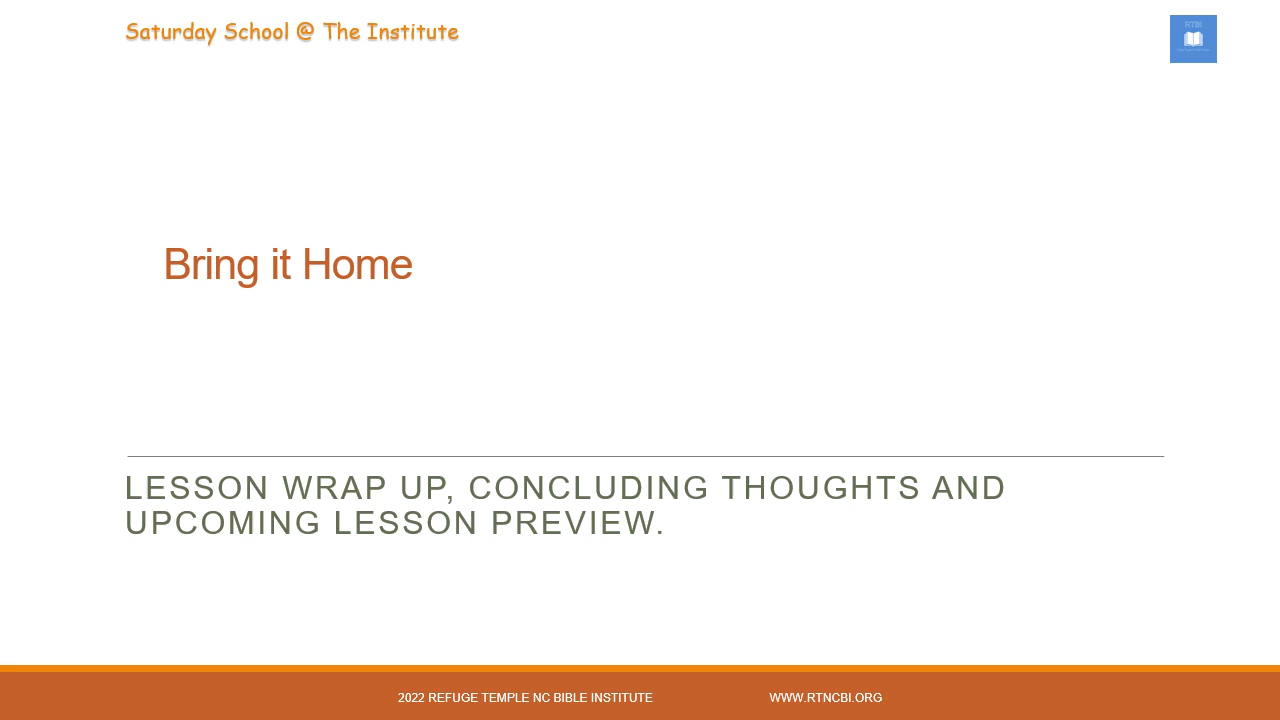 Saturday School @ The Institute
RTBI
Bring it Home
LESSON WRAP UP, CONCLUDING THOUGHTS AND
UPCOMING LESSON PREVIEW.
2022 REFUGE TEMPLE NC BIBLE INSTITUTE WWW.RTNCBI.ORG